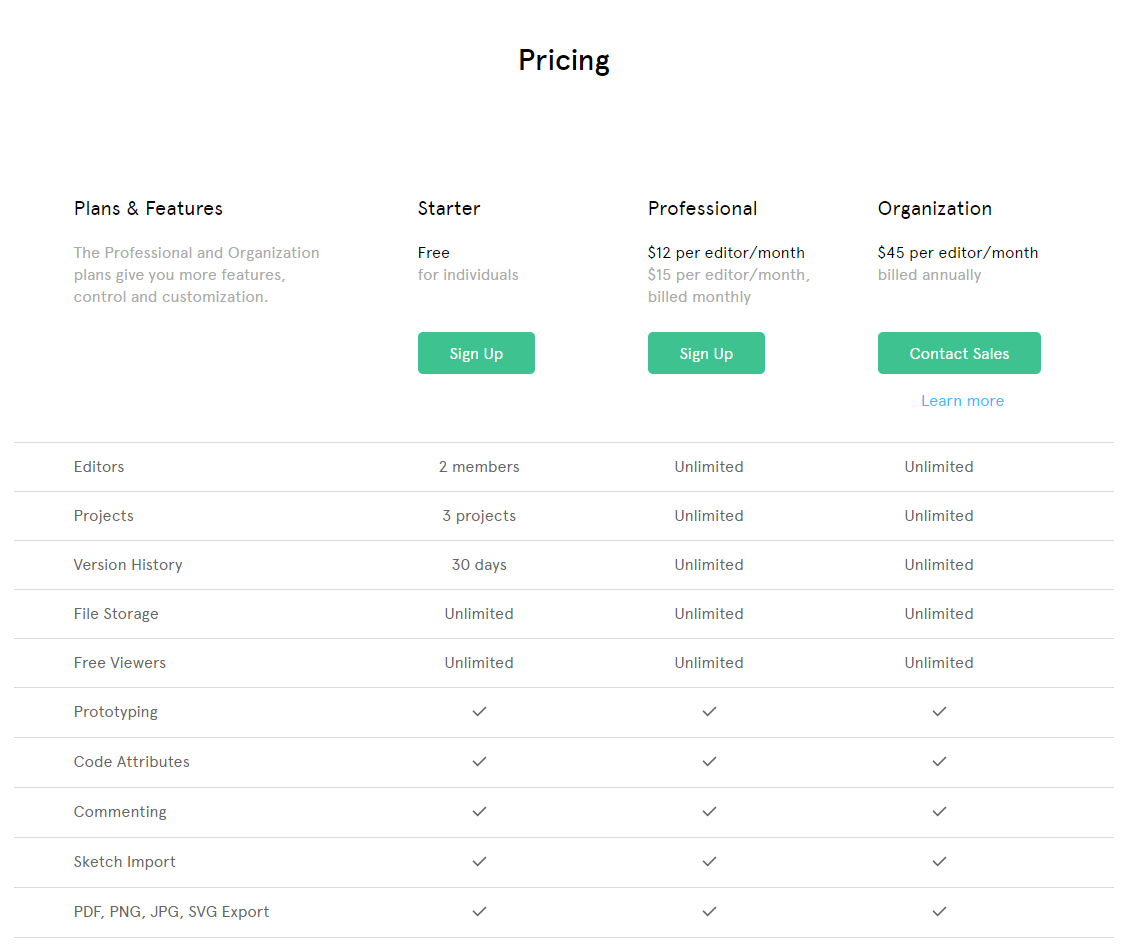 Pricing
Plans & Features
The Professional and Organization
plans give you more features,
control and customization.
Starter
Free
for individuals
Sign Up
Professional
$12 per editor/month
$15 per editor/month,
billed monthly
Sign Up
Organization
$45 per editor/month
billed annually
Contact Sales
Learn more
Editors 2 members Unlimited Unlimited
Projects 3 projects Unlimited Unlimited
Version History 30 days Unlimited Unlimited
File Storage Unlimited Unlimited Unlimited
Free Viewers Unlimited Unlimited Unlimited
Prototyping ✓ ✓ ✓
Code Attributes ✓ ✓ ✓
Commenting ✓ ✓ ✓
Sketch Import ✓ ✓ ✓
PDF, PNG, JPG, SVG Export ✓ ✓ ✓